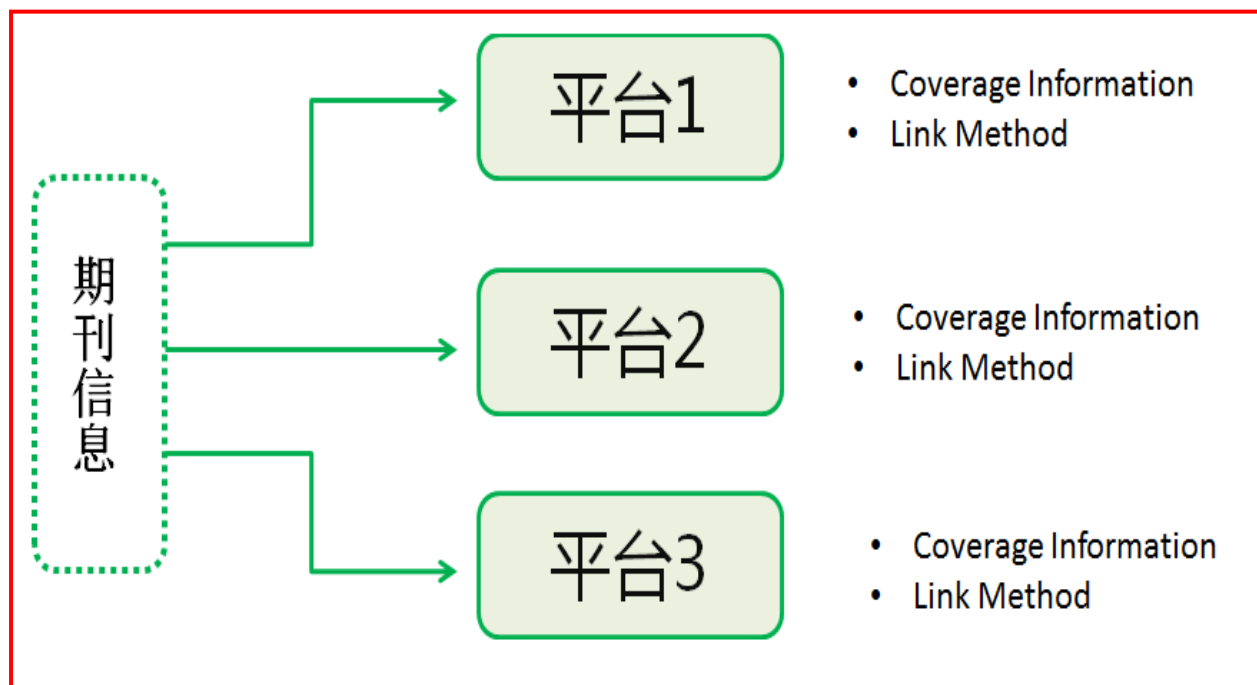 期刊信息
平台1
• Coverage Information
• Link Method
平台2
• Coverage Information
• Link Method
平台3
• Coverage Information
• Link Method